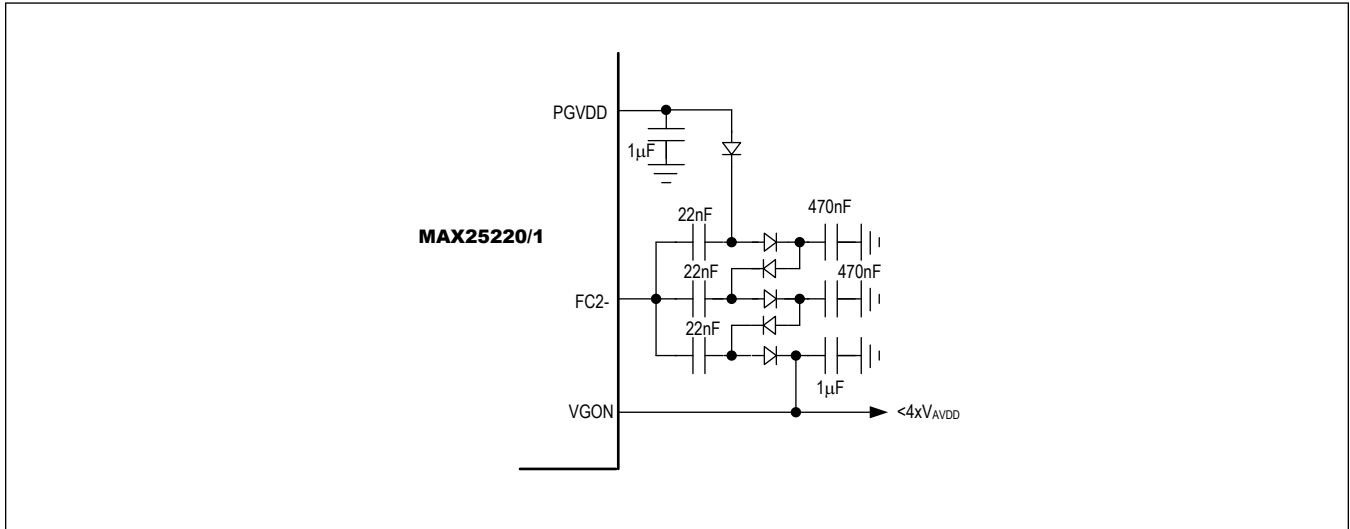 PGVDD
1μF
22nF
470nF
MAX25220/1
22nF
470nF
FC2-
22nF
1μF
VGON
<4xVAVDD